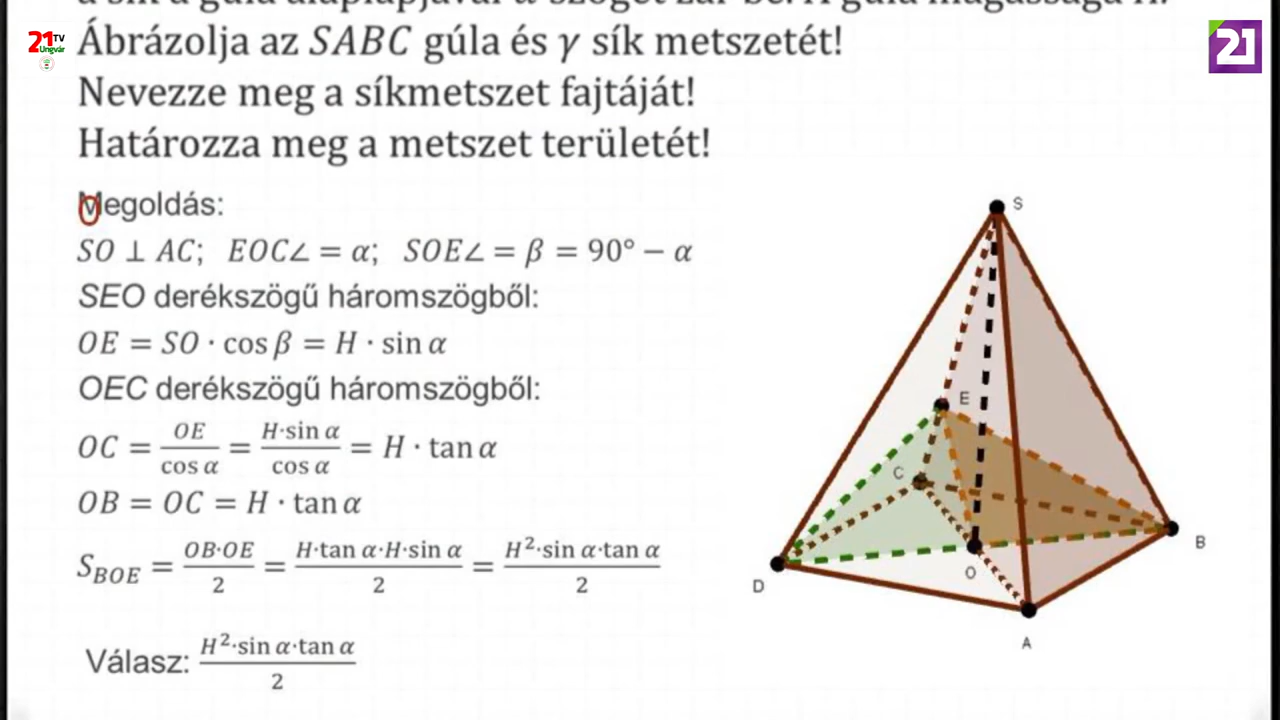 21 TV
Ungvár
21
Ábrázolja az SABC gúla és γ sík metszetét!
Nevezze meg a síkmetszet fajtáját!
Határozza meg a metszet területét!
Megoldás:
SO ⊥ AC; EOC∠ = α; SOE∠ = β = 90° − α
SEO derékszögű háromszögből:
OE = SO · cos β = H · sin α
OEC derékszögű háromszögből:
OC = OE/cos α = H·sin α/cos α = H · tan α
OB = OC = H · tan α
S_BOE = OB·OE/2 = H·tan α·H·sin α/2 = H²·sin α·tan α/2
Válasz: H²·sin α·tan α/2
S
E
C
B
O
D
A